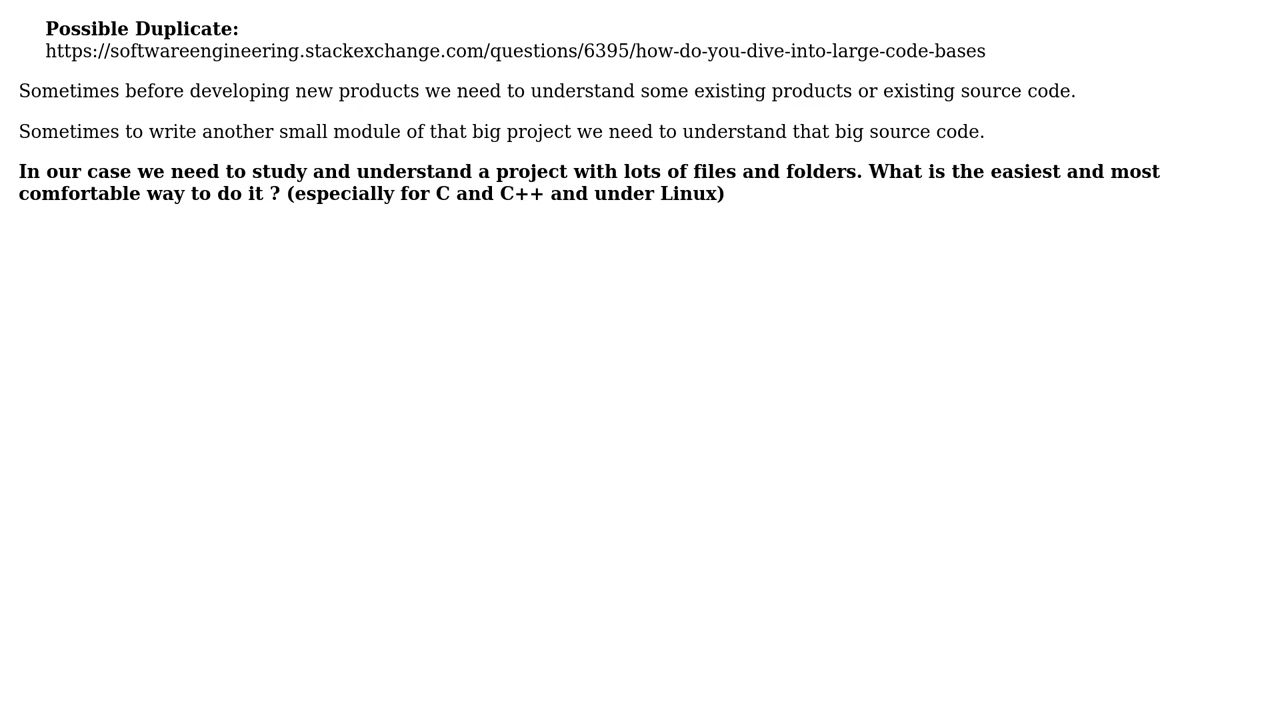 Possible Duplicate:
https://softwareengineering.stackexchange.com/questions/6395/how-do-you-dive-into-large-code-bases
Sometimes before developing new products we need to understand some existing products or existing source code.
Sometimes to write another small module of that big project we need to understand that big source code.
In our case we need to study and understand a project with lots of files and folders. What is the easiest and most
comfortable way to do it ? (especially for C and C++ and under Linux)